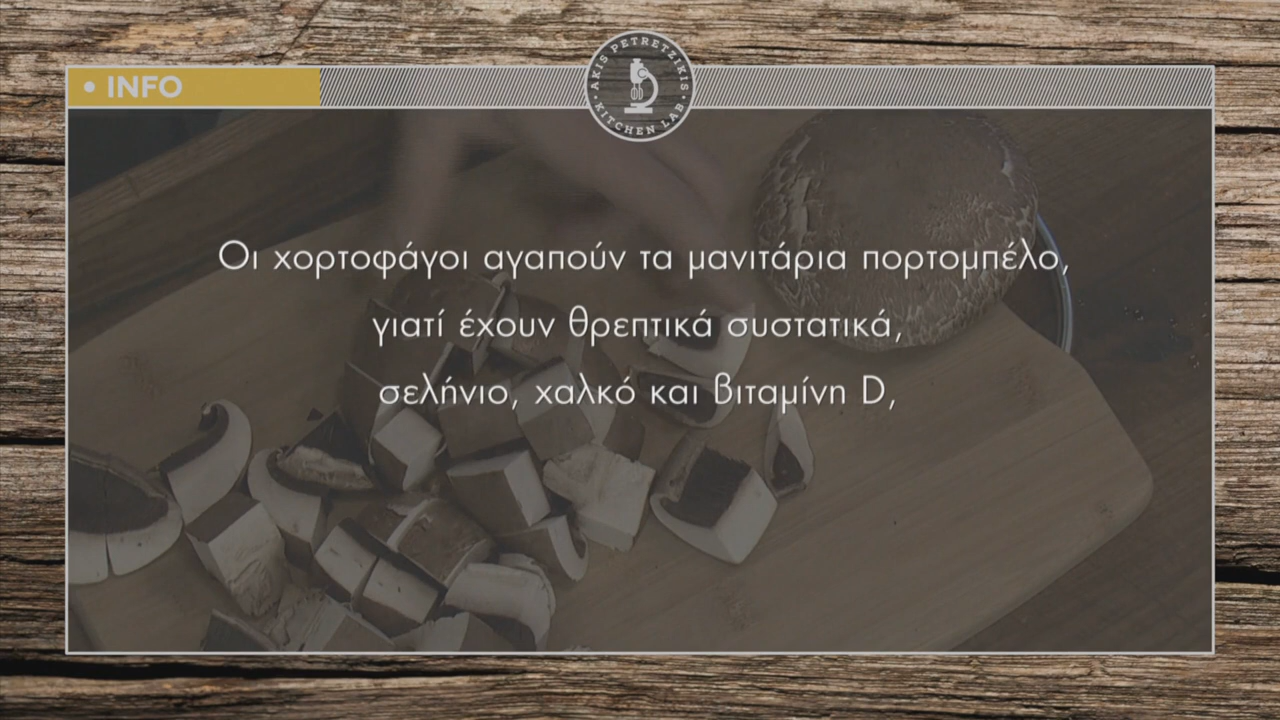 • INFO
AKIS PETRETZIKIS
• KITCHEN LAB •
Οι χορτοφάγοι αγαπούν τα μανιτάρια πορτομπέλο,
γιατί έχουν θρεπτικά συστατικά,
σελήνιο, χαλκό και βιταμίνη D,